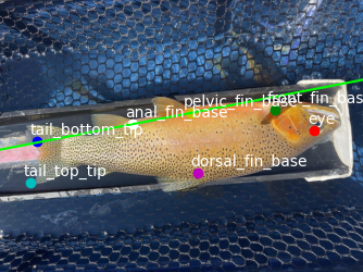 pelvic_fin_base
front_fin_base
anal_fin_base
eye
tail_bottom_tip
dorsal_fin_base
tail_top_tip